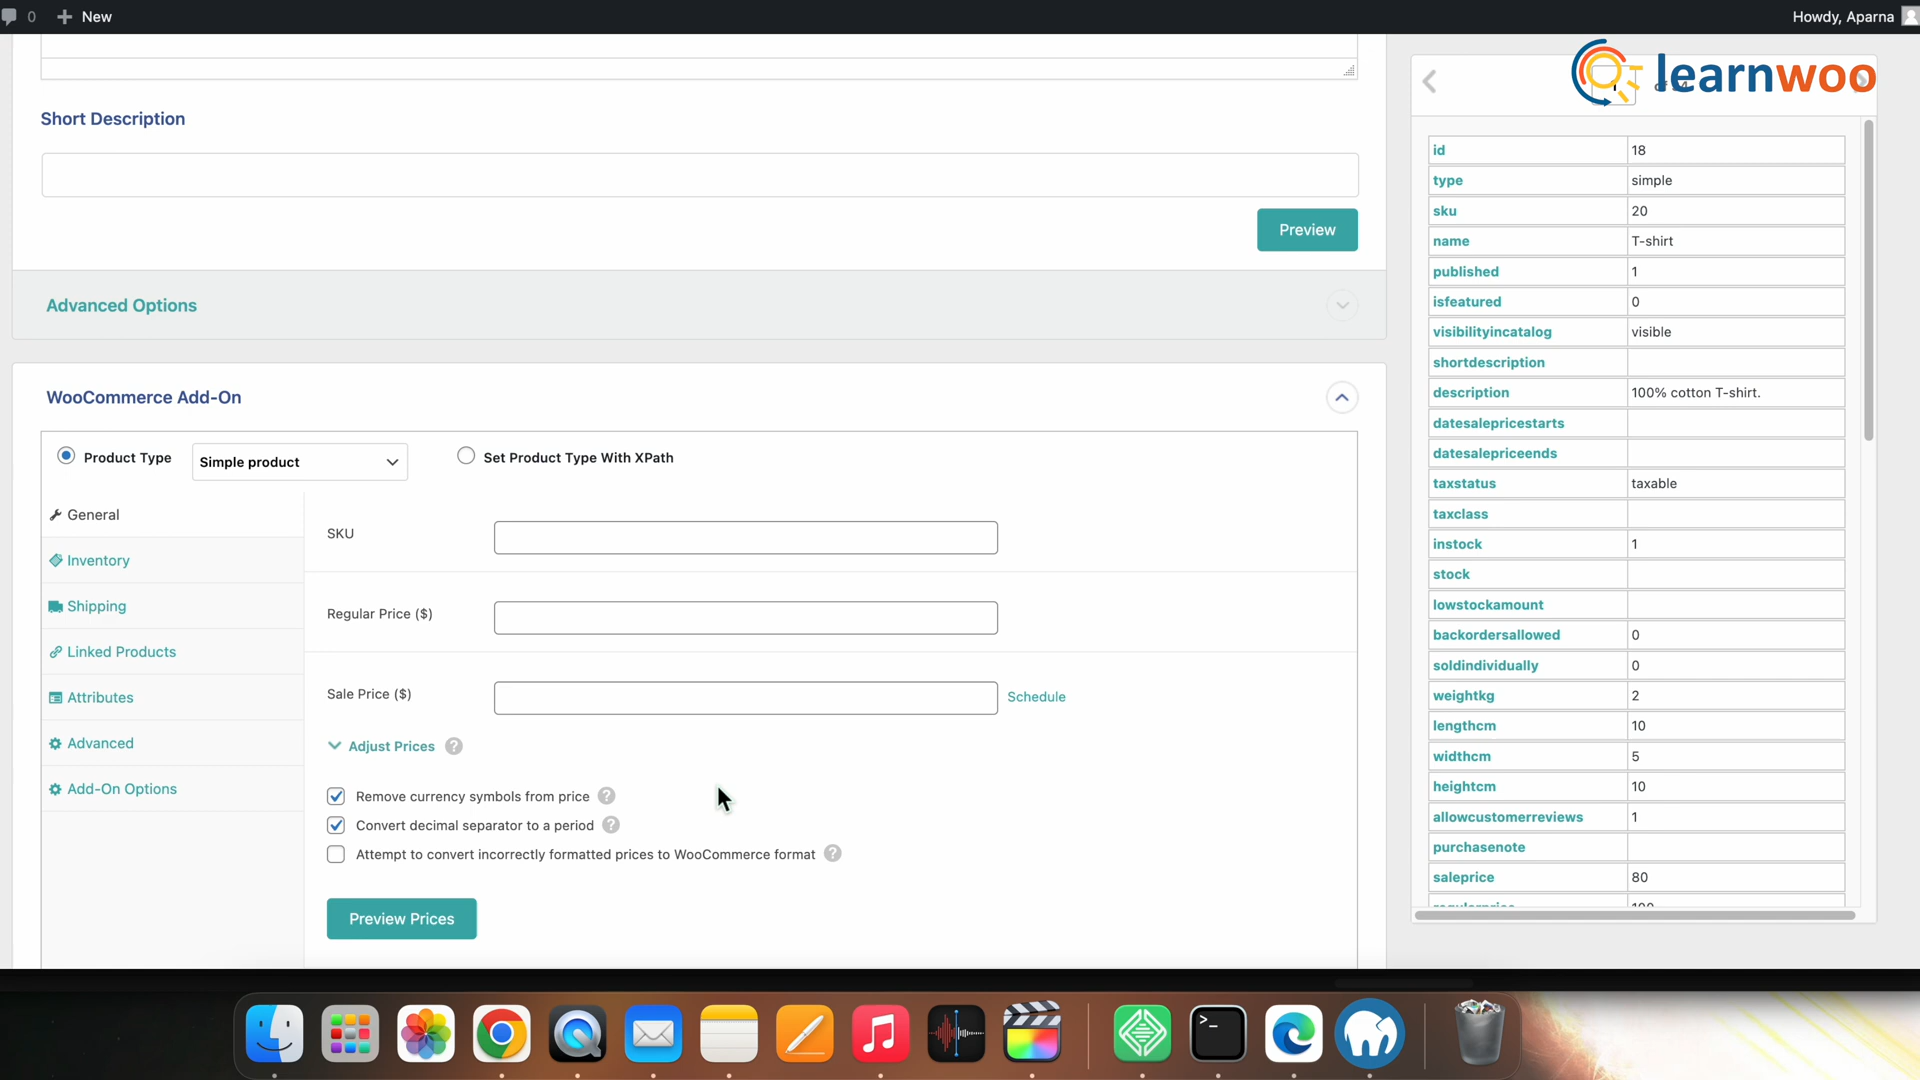 0
New
Howdy, Aparna
learnwoo
Short Description
Preview
Advanced Options
WooCommerce Add-On
Product Type
Simple product
Set Product Type With XPath
General
Inventory
Shipping
Linked Products
Attributes
Advanced
Add-On Options
SKU
Regular Price ($)
Sale Price ($)
Schedule
Adjust Prices ?
Remove currency symbols from price ?
Convert decimal separator to a period ?
Attempt to convert incorrectly formatted prices to WooCommerce format ?
Preview Prices
id 18
type simple
sku 20
name T-shirt
published 1
isfeatured 0
visibilityincatalog visible
shortdescription
description 100% cotton T-shirt.
datesalepricestarts
datesalepriceends
taxstatus taxable
taxclass
instock 1
stock
lowstockamount
backordersallowed 0
soldindividually 0
weightkg 2
lengthcm 10
widthcm 5
heightcm 10
allowcustomerreviews 1
purchasenote
saleprice 80